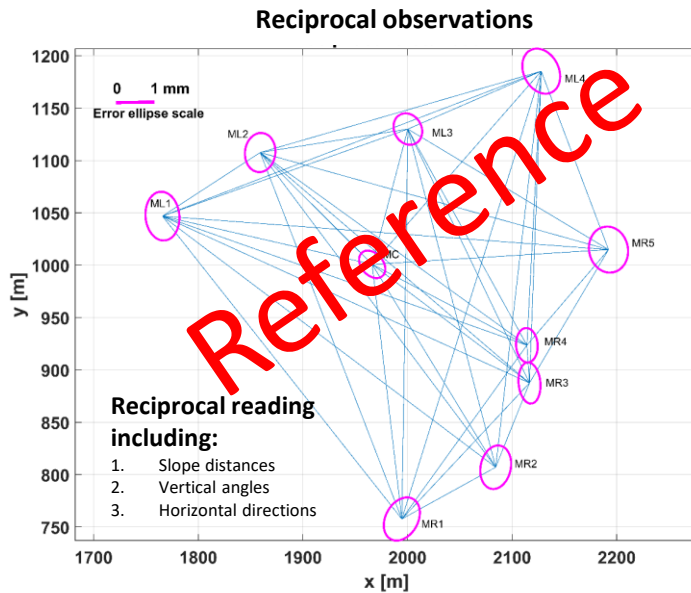 Reciprocal observations
1200
1150
1100
1050
1000
950
900
850
800
750
y [m]
0 1 mm
Error ellipse scale
ML4
ML3
ML2
ML1
MC
MR5
MR4
MR3
MR2
MR1
Reference
Reciprocal reading
including:
1. Slope distances
2. Vertical angles
3. Horizontal directions
1700 1800 1900 2000 2100 2200
x [m]